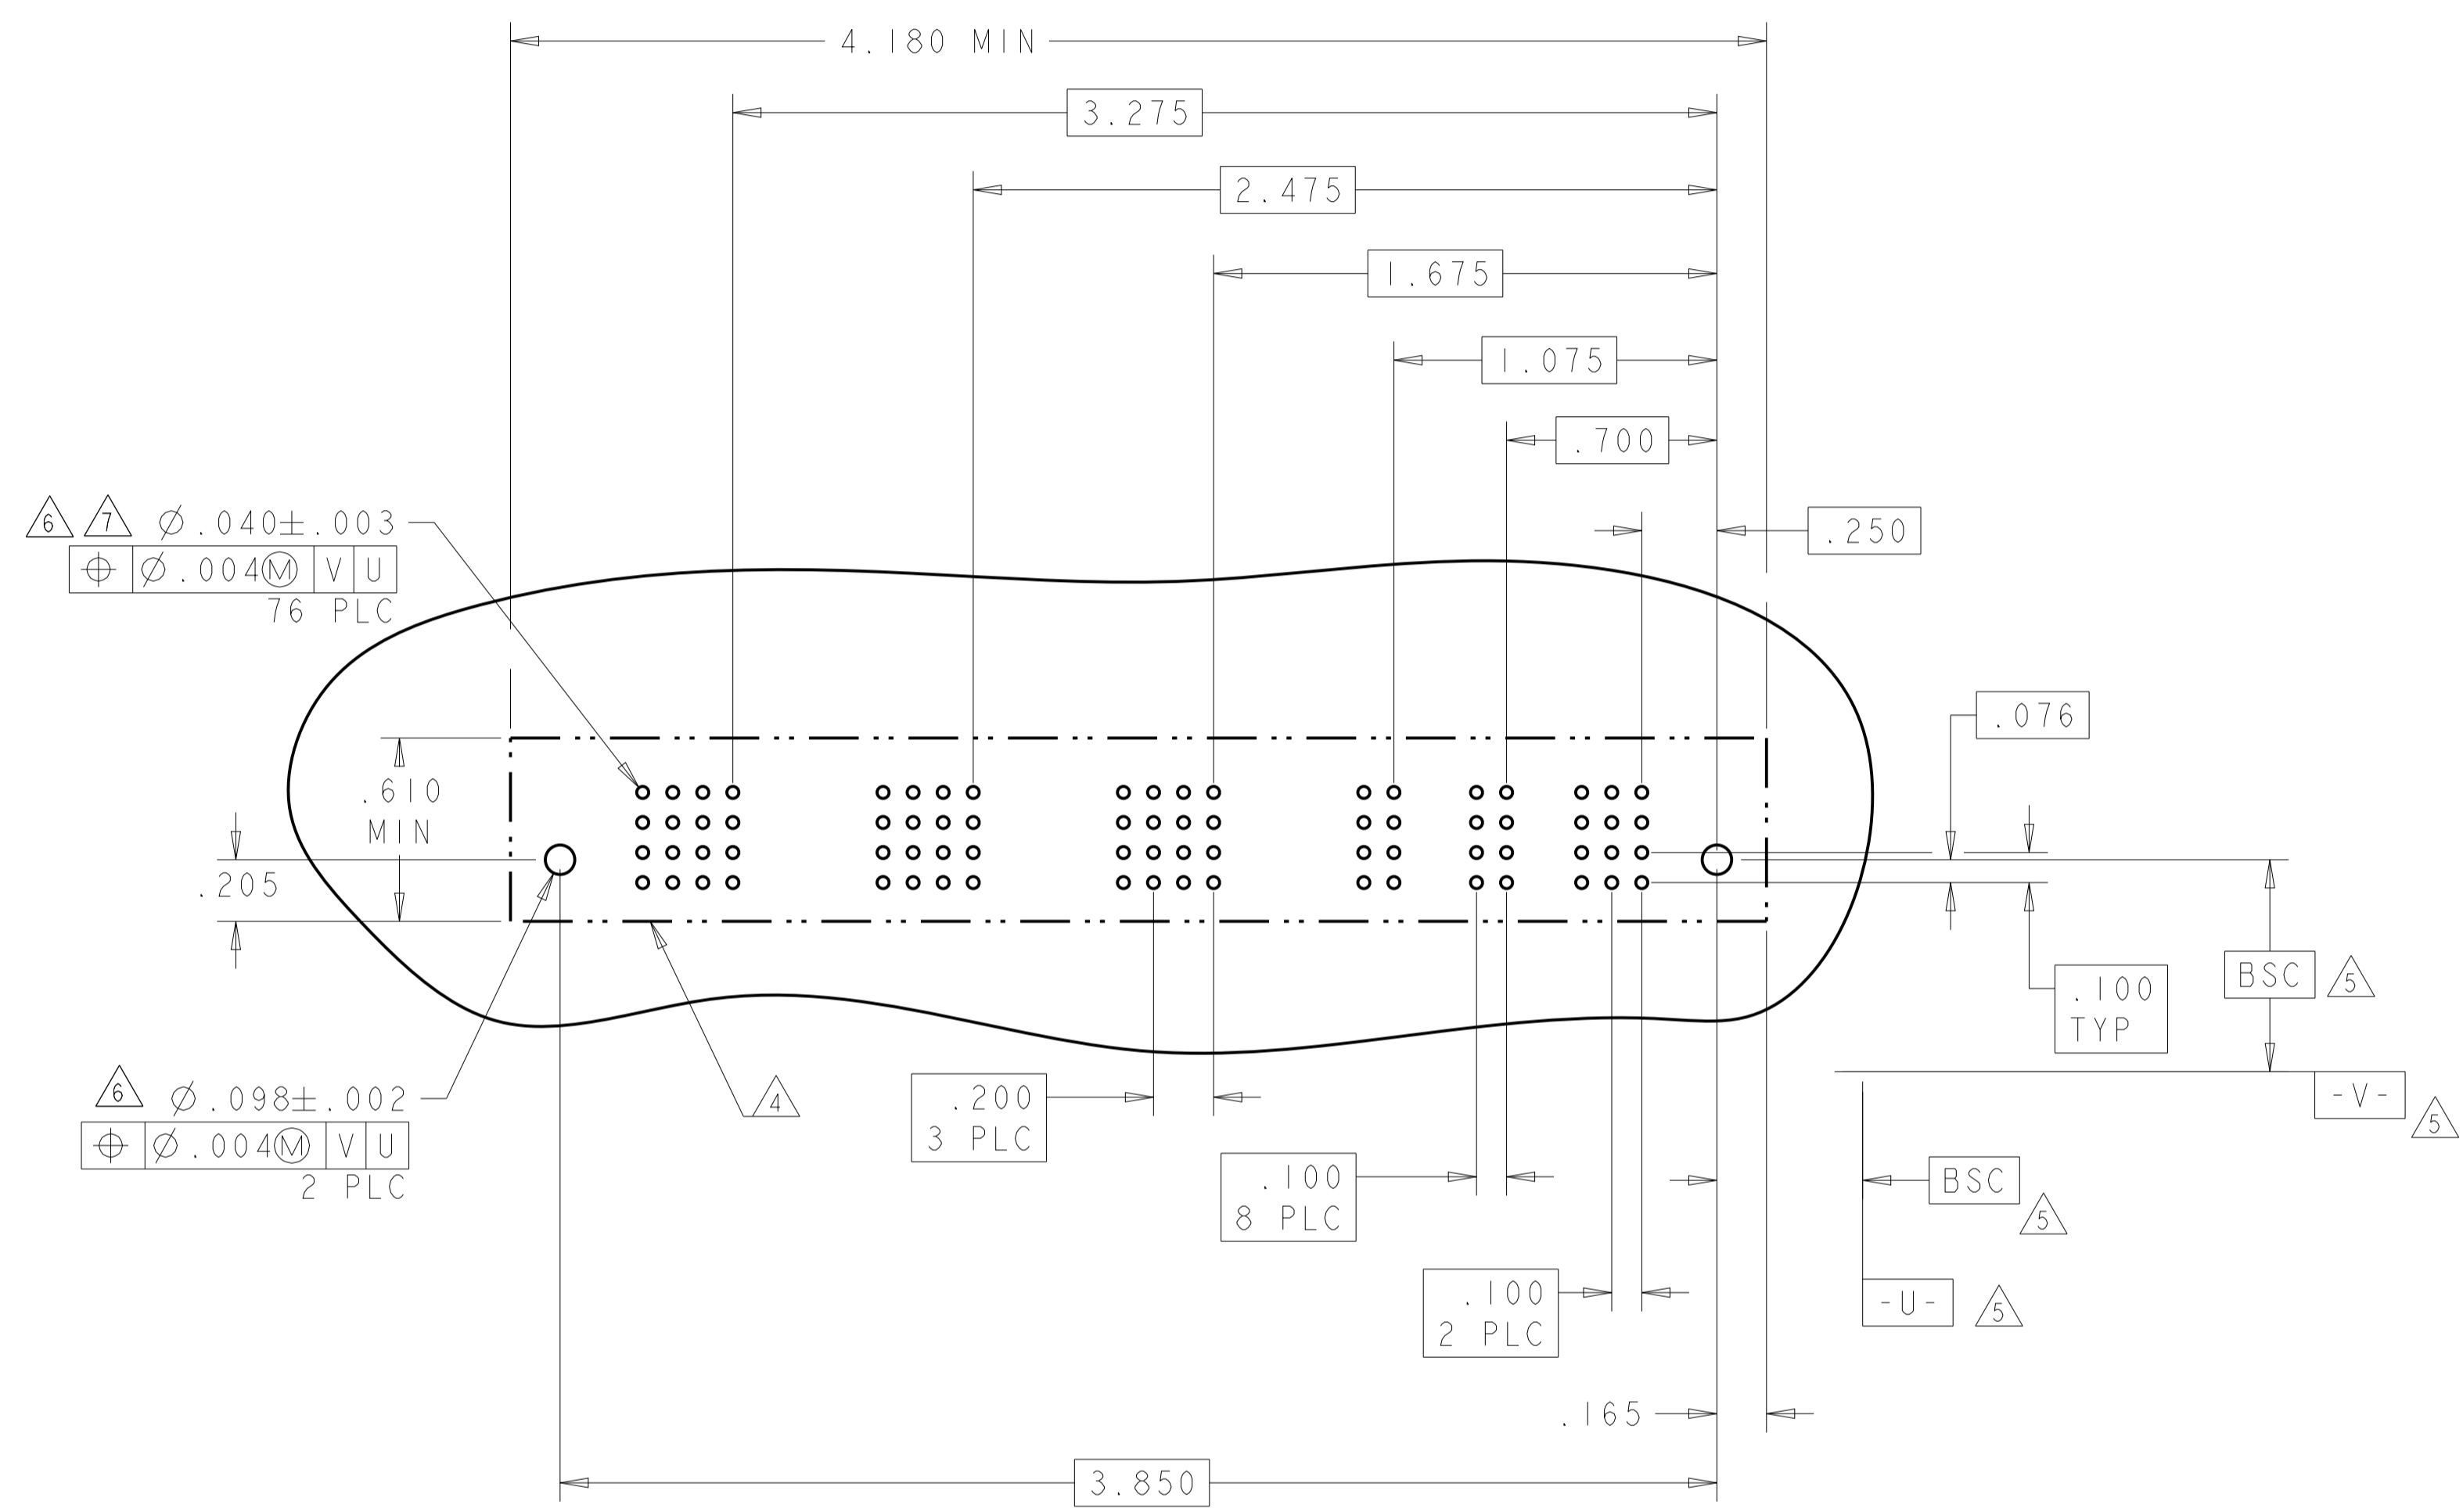 4.180 MIN
3.275
2.475
1.675
1.075
.700
.250
6 7 ⌀.040±.003
⌖ ⌀.004Ⓜ V U
76 PLC
.076
.610
MIN
.205
BSC 5
.100
TYP
-V- 5
6 ⌀.098±.002
⌖ ⌀.004Ⓜ V U
2 PLC
4
.200
3 PLC
.100
8 PLC
BSC 5
-U- 5
.100
2 PLC
.165
3.850